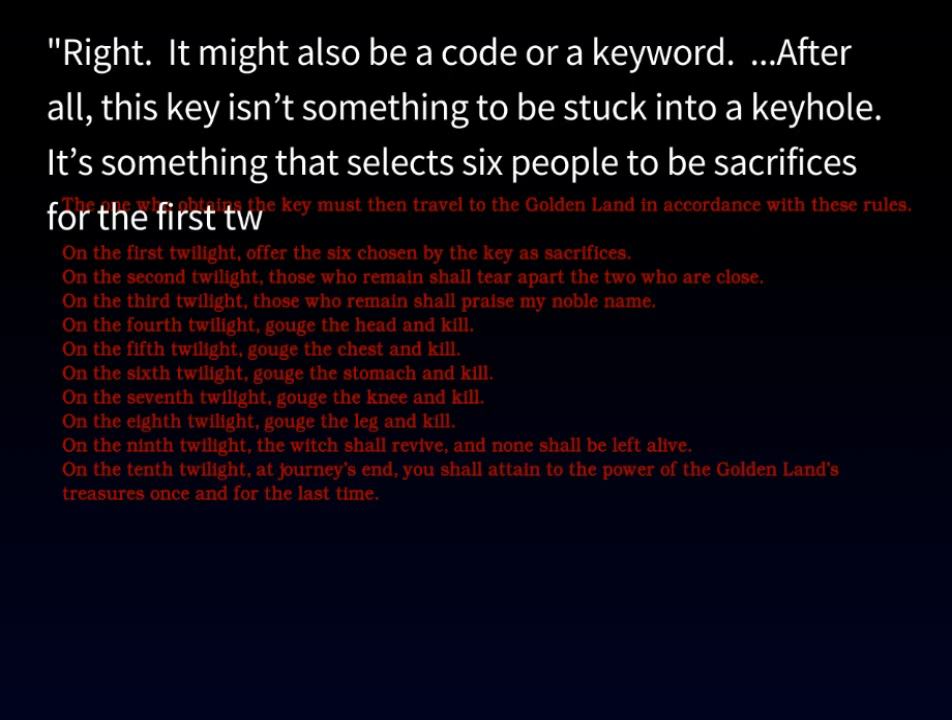 "Right.  It might also be a code or a keyword.  ...After
all, this key isn’t something to be stuck into a keyhole.
It’s something that selects six people to be sacrifices
for the first tw
The one who obtains the key must then travel to the Golden Land in accordance with these rules.
On the first twilight, offer the six chosen by the key as sacrifices.
On the second twilight, those who remain shall tear apart the two who are close.
On the third twilight, those who remain shall praise my noble name.
On the fourth twilight, gouge the head and kill.
On the fifth twilight, gouge the chest and kill.
On the sixth twilight, gouge the stomach and kill.
On the seventh twilight, gouge the knee and kill.
On the eighth twilight, gouge the leg and kill.
On the ninth twilight, the witch shall revive, and none shall be left alive.
On the tenth twilight, at journey's end, you shall attain to the power of the Golden Land's
treasures once and for the last time.